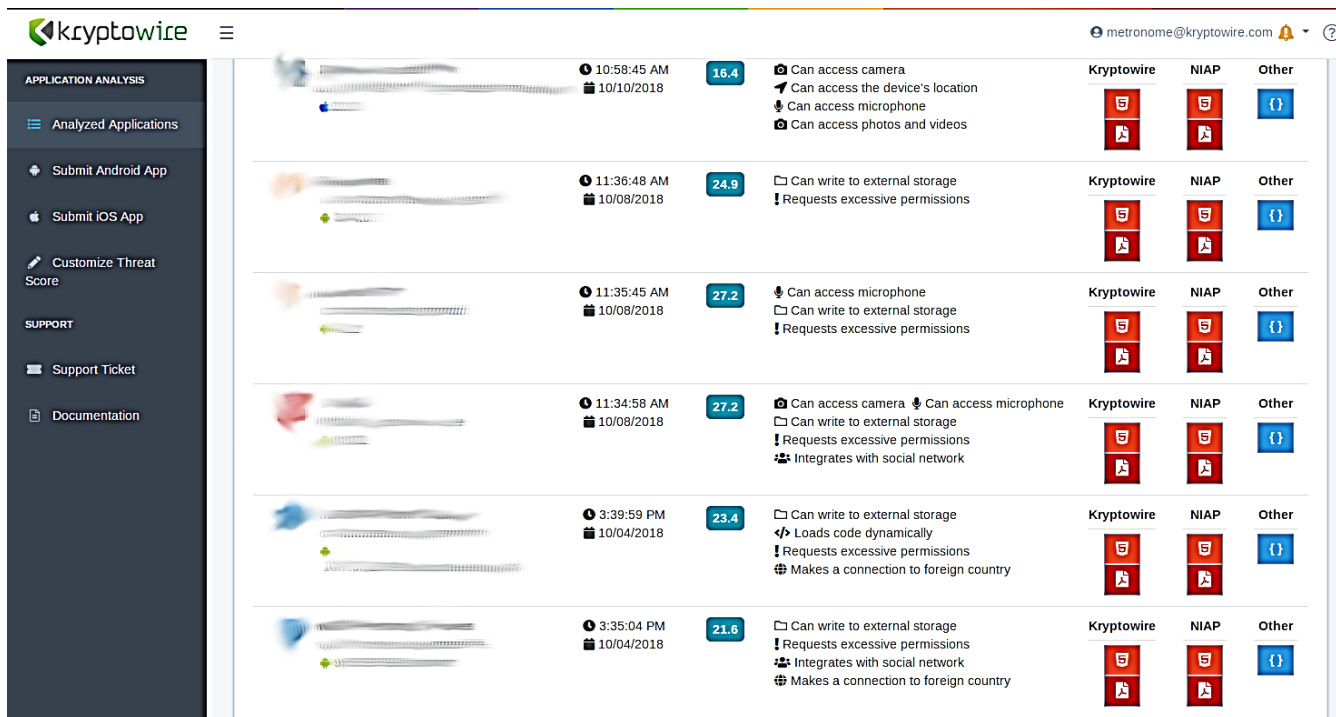 kryptowire
metronome@kryptowire.com
APPLICATION ANALYSIS
Analyzed Applications
Submit Android App
Submit iOS App
Customize Threat
Score
SUPPORT
Support Ticket
Documentation
10:58:45 AM
10/10/2018
16.4
Can access camera
Can access the device's location
Can access microphone
Can access photos and videos
Kryptowire NIAP Other
11:36:48 AM
10/08/2018
24.9
Can write to external storage
Requests excessive permissions
Kryptowire NIAP Other
11:35:45 AM
10/08/2018
27.2
Can access microphone
Can write to external storage
Requests excessive permissions
Kryptowire NIAP Other
11:34:58 AM
10/08/2018
27.2
Can access camera Can access microphone
Can write to external storage
Requests excessive permissions
Integrates with social network
Kryptowire NIAP Other
3:39:59 PM
10/04/2018
23.4
Can write to external storage
Loads code dynamically
Requests excessive permissions
Makes a connection to foreign country
Kryptowire NIAP Other
3:35:04 PM
10/04/2018
21.6
Can write to external storage
Requests excessive permissions
Integrates with social network
Makes a connection to foreign country
Kryptowire NIAP Other